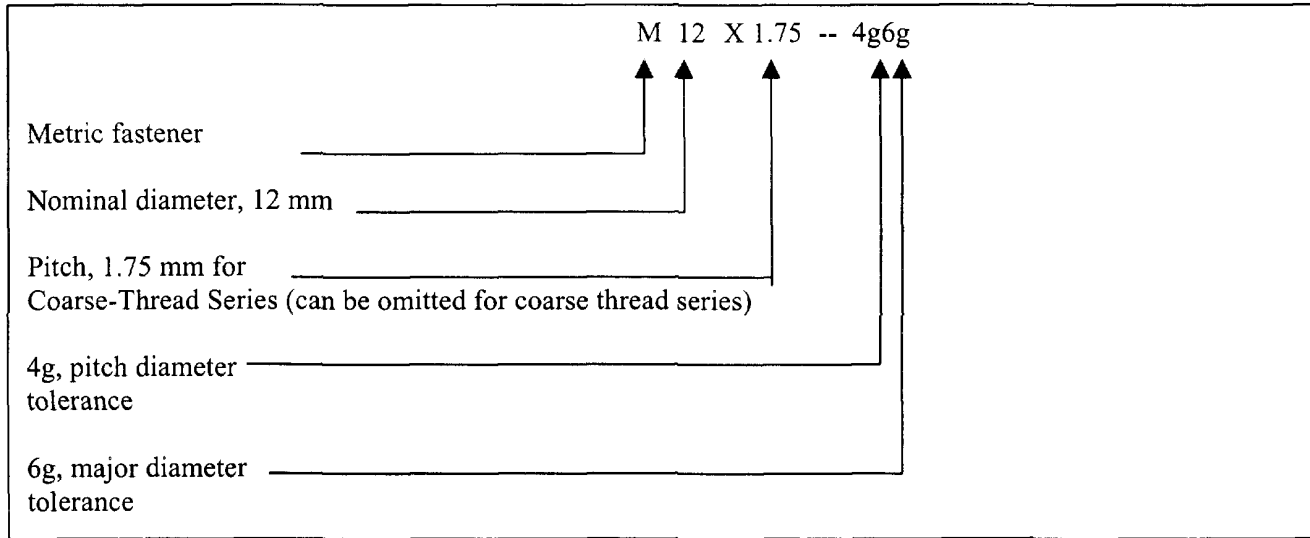 M 12 X 1.75 -- 4g6g
Metric fastener
Nominal diameter, 12 mm
Pitch, 1.75 mm for
Coarse-Thread Series (can be omitted for coarse thread series)
4g, pitch diameter
tolerance
6g, major diameter
tolerance